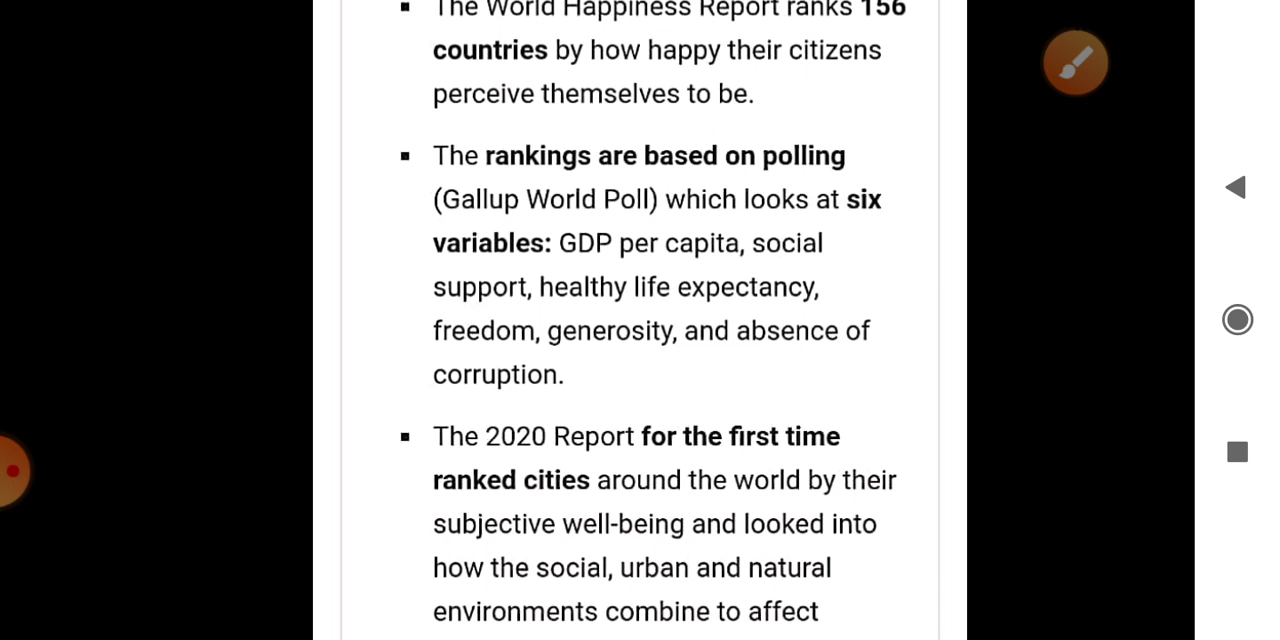 The World Happiness Report ranks 156
countries by how happy their citizens
perceive themselves to be.
The rankings are based on polling
(Gallup World Poll) which looks at six
variables: GDP per capita, social
support, healthy life expectancy,
freedom, generosity, and absence of
corruption.
The 2020 Report for the first time
ranked cities around the world by their
subjective well-being and looked into
how the social, urban and natural
environments combine to affect